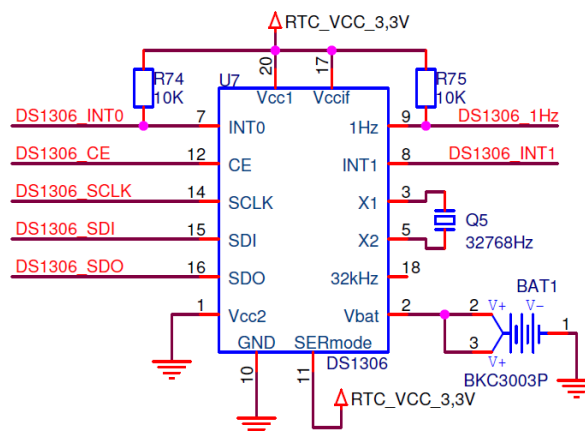 RTC_VCC_3,3V
R74
10K
U7
20
17
R75
10K
Vcc1
Vccif
DS1306_INT0
7
INT0
1Hz
9
DS1306_1Hz
DS1306_CE
12
CE
INT1
8
DS1306_INT1
DS1306_SCLK
14
SCLK
X1
3
Q5
32768Hz
DS1306_SDI
15
SDI
X2
5
DS1306_SDO
16
SDO
32kHz
18
BAT1
1
Vcc2
Vbat
2
2
V+
V-
1
3
V+
GND
SERmode
DS1306
BKC3003P
10
11
RTC_VCC_3,3V